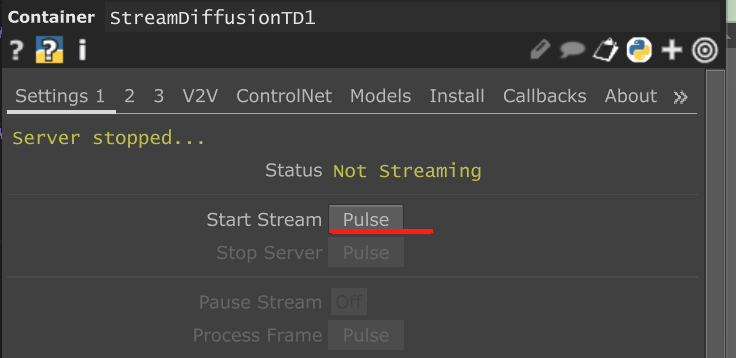 Container StreamDiffusionTD1
? ? i
Settings 1 2 3 V2V ControlNet Models Install Callbacks About »
Server stopped...
Status Not Streaming
Start Stream Pulse
Stop Server Pulse
Pause Stream Off
Process Frame Pulse